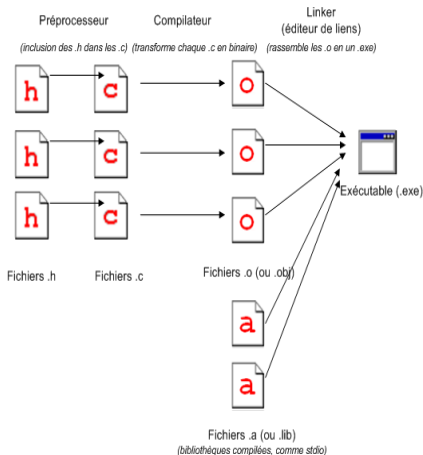 Préprocesseur
Compilateur
Linker
(éditeur de liens)
(inclusion des .h dans les .c)
(transforme chaque .c en binaire)
(rassemble les .o en un .exe)
h
c
o
h
c
o
h
c
o
Exécutable (.exe)
Fichiers .h
Fichiers .c
Fichiers .o (ou .obj)
a
a
Fichiers .a (ou .lib)
(bibliothèques compilées, comme stdio)